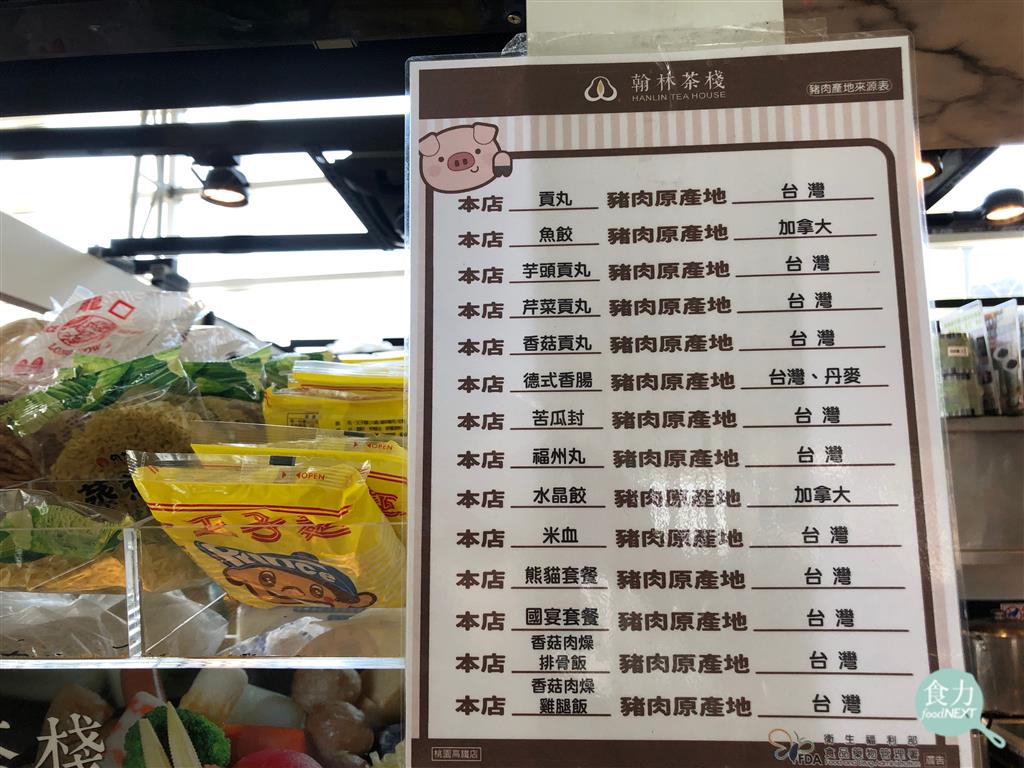 翰林茶棧
HANLIN TEA HOUSE
豬肉產地來源表
本店 貢丸 豬肉原產地 台灣
本店 魚餃 豬肉原產地 加拿大
本店 芋頭貢丸 豬肉原產地 台灣
本店 芹菜貢丸 豬肉原產地 台灣
本店 香菇貢丸 豬肉原產地 台灣
本店 德式香腸 豬肉原產地 台灣、丹麥
本店 苦瓜封 豬肉原產地 台灣
本店 福州丸 豬肉原產地 台灣
本店 水晶餃 豬肉原產地 加拿大
本店 米血 豬肉原產地 台灣
本店 熊貓套餐 豬肉原產地 台灣
本店 國宴套餐 豬肉原產地 台灣
本店 香菇肉燥排骨飯 豬肉原產地 台灣
本店 香菇肉燥雞腿飯 豬肉原產地 台灣
桃園高鐵店
FDA
衛生福利部
食品藥物管理署
Food and Drug Administration
廣告
食力
foodNEXT
OPEN
OPEN
王子麵
茶棧